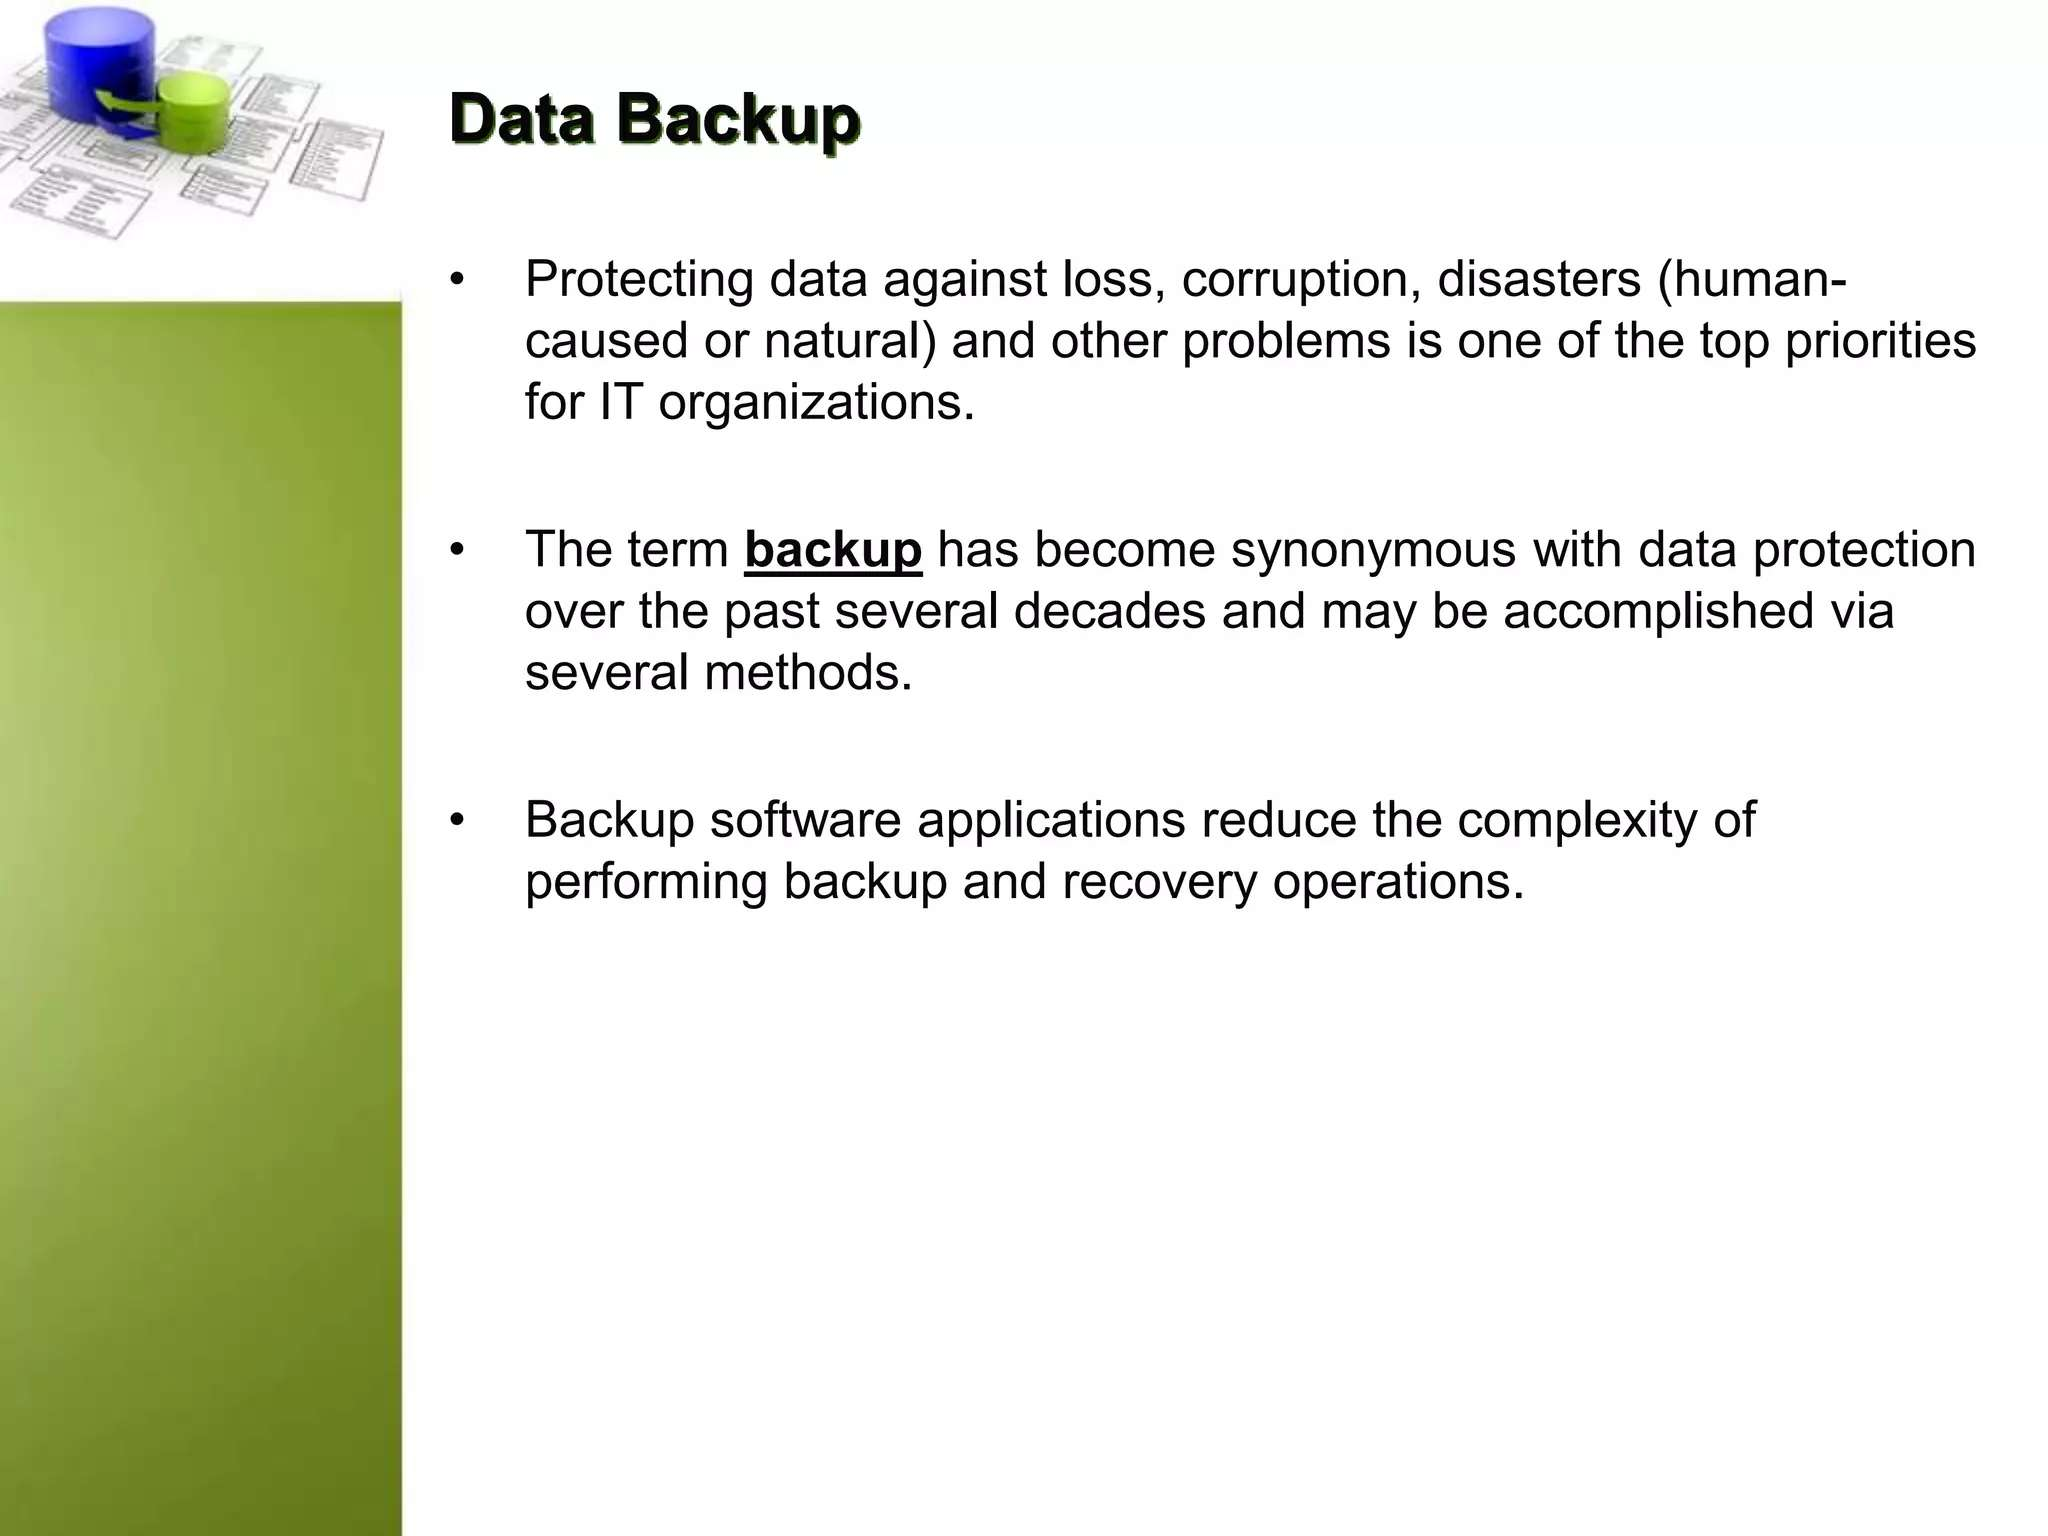 Data Backup
• Protecting data against loss, corruption, disasters (human-
caused or natural) and other problems is one of the top priorities
for IT organizations.
• The term backup has become synonymous with data protection
over the past several decades and may be accomplished via
several methods.
• Backup software applications reduce the complexity of
performing backup and recovery operations.